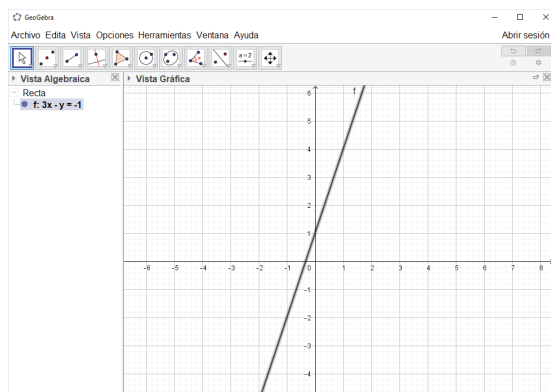 GeoGebra
Archivo Edita Vista Opciones Herramientas Ventana Ayuda
Abrir sesión
a=2
Vista Algebraica
Vista Gráfica
Recta
f: 3x - y = -1
f
6
5
4
3
2
1
-6 -5 -4 -3 -2 -1 0 1 2 3 4 5 6 7 8
-1
-2
-3
-4